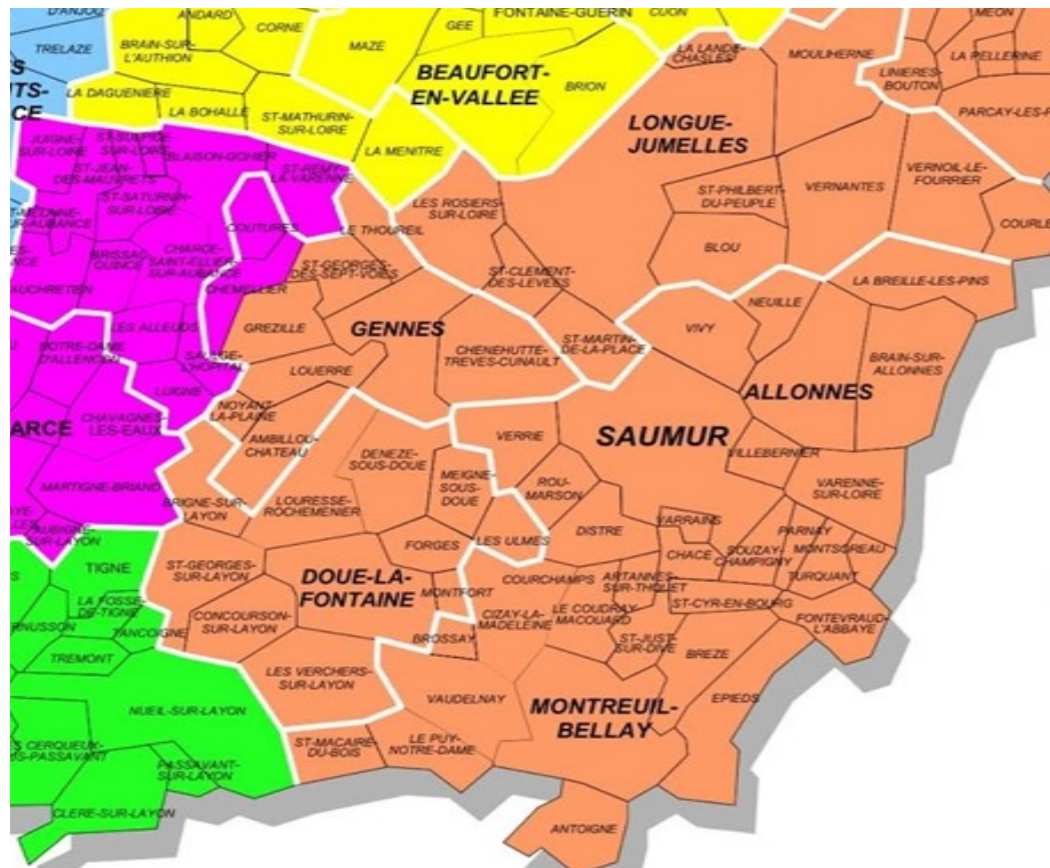 D'ANJOU
ANDARD
CORNE
GEE
FONTAINE-GUERIN
CUON
MEON
TRELAZE
BRAIN-SUR-
L'AUTHION
MAZE
LA LANDE-
CHASLES
MOULIHERNE
LA PELLERINE
BEAUFORT-
EN-VALLEE
BRION
LINIERES-
BOUTON
LA DAGUENIERE
LA BOHALLE
ST-MATHURIN-
SUR-LOIRE
PARCAY-LES-P
LONGUE-
JUMELLES
JUIGNE-
SUR-LOIRE
ST-SULPICE-
SUR-LOIRE
BLAISON-GOHIER
ST-REMY-
LA-VARENNE
LA MENITRE
ST-JEAN-
DES-MAUVRETS
ST-SATURNIN-
SUR-LOIRE
LES ROSIERS-
SUR-LOIRE
ST-PHILBERT-
DU-PEUPLE
VERNANTES
VERNOIL-LE-
FOURRIER
COUTURES
LE THOUREIL
BLOU
COURLE
BRISSAC-
QUINCE
CHARCE-
SAINT-ELLIER-
SUR-AUBANCE
ST-GEORGES-
DES-SEPT-VOIES
ST-CLEMENT-
DES-LEVEES
AUCHRETIEN
CHEMELLIER
LA BREILLE-LES-PINS
NEUILLE
LES ALLEUDS
GREZILLE
GENNES
VIVY
ST-MARTIN-
DE-LA-PLACE
NOTRE-DAME-
D'ALLENCON
SAULGE-
L'HOPITAL
LOUERRE
CHENEHUTTE-
TREVES-CUNAULT
BRAIN-SUR-
ALLONNES
LUIGNE
ALLONNES
NOYANT-
LA-PLAINE
CHAVAGNES-
LES-EAUX
ARCE
AMBILLOU-
CHATEAU
VERRIE
SAUMUR
DENEZE-
SOUS-DOUE
VILLEBERNIER
MARTIGNE-BRIAND
BRIGNE-SUR-
LAYON
LOURESSE-
ROCHEMENIER
MEIGNE-
SOUS-
DOUE
ROU-
MARSON
VARENNE-
SUR-LOIRE
AUBIGNE-
SUR-LAYON
FORGES
LES ULMES
DISTRE
VARRAINS
PARNAY
CHACE
SOUZAY-
CHAMPIGNY
MONTSOREAU
TIGNE
ST-GEORGES-
SUR-LAYON
DOUE-LA-
FONTAINE
MONTFORT
COURCHAMPS
ARTANNES-
SUR-THOUET
TURQUANT
LA FOSSE-
DE-TIGNE
CONCOURSON-
SUR-LAYON
CIZAY-LA-
MADELEINE
LE COUDRAY-
MACOUARD
ST-CYR-EN-BOURG
FONTEVRAUD-
L'ABBAYE
RNUSSON
TANCOIGNE
BROSSAY
ST-JUST-
SUR-DIVE
BREZE
TREMONT
LES VERCHERS-
SUR-LAYON
VAUDELNAY
MONTREUIL-
BELLAY
EPIEDS
NUEIL-SUR-LAYON
ST-MACAIRE-
DU-BOIS
LE PUY-
NOTRE-DAME
S CERQUEUX-
US-PASSAVANT
PASSAVANT-
SUR-LAYON
CLERE-SUR-LAYON
ANTOIGNE